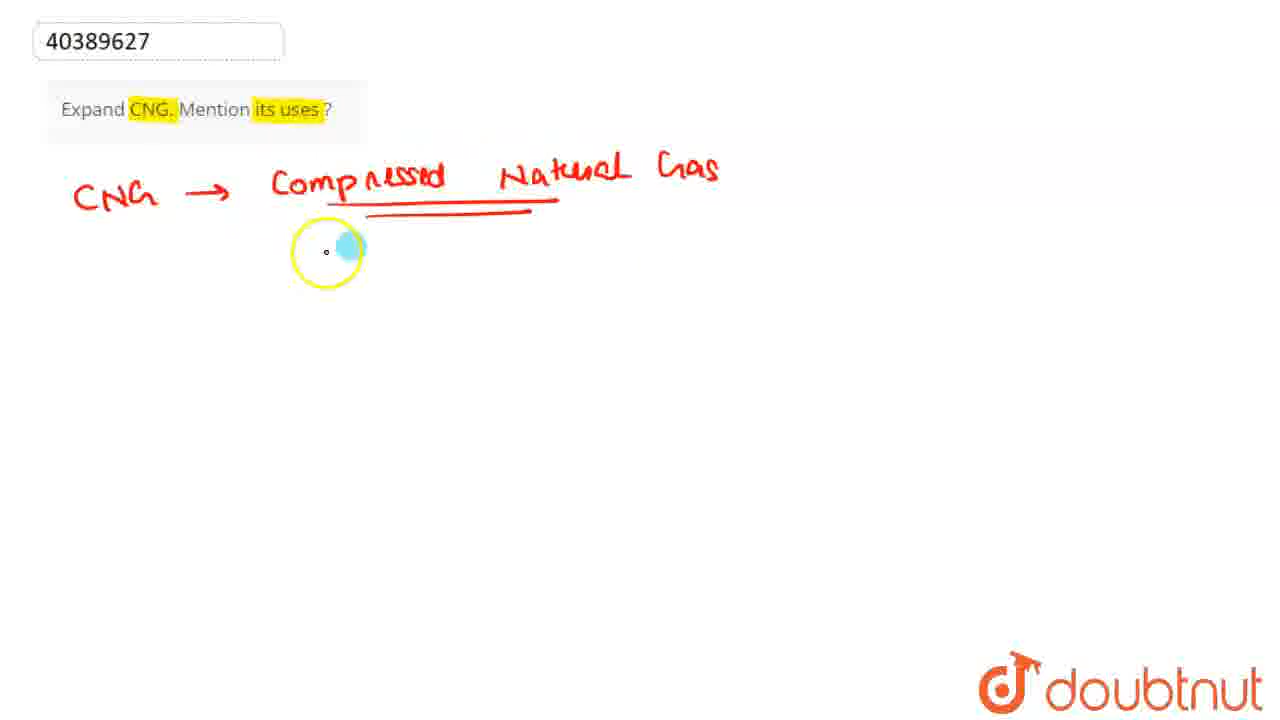 40389627
Expand CNG. Mention its uses ?
CNG → Compressed Natural Gas
doubtnut